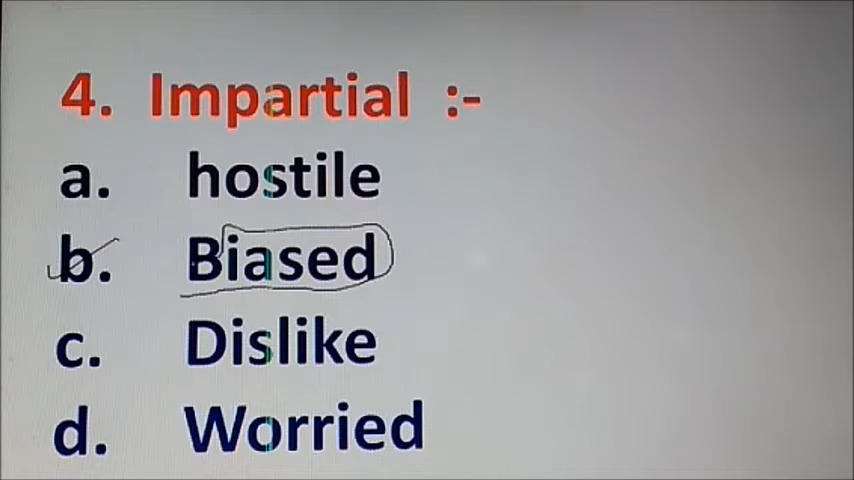 4. Impartial :-
a. hostile
b. Biased
c. Dislike
d. Worried